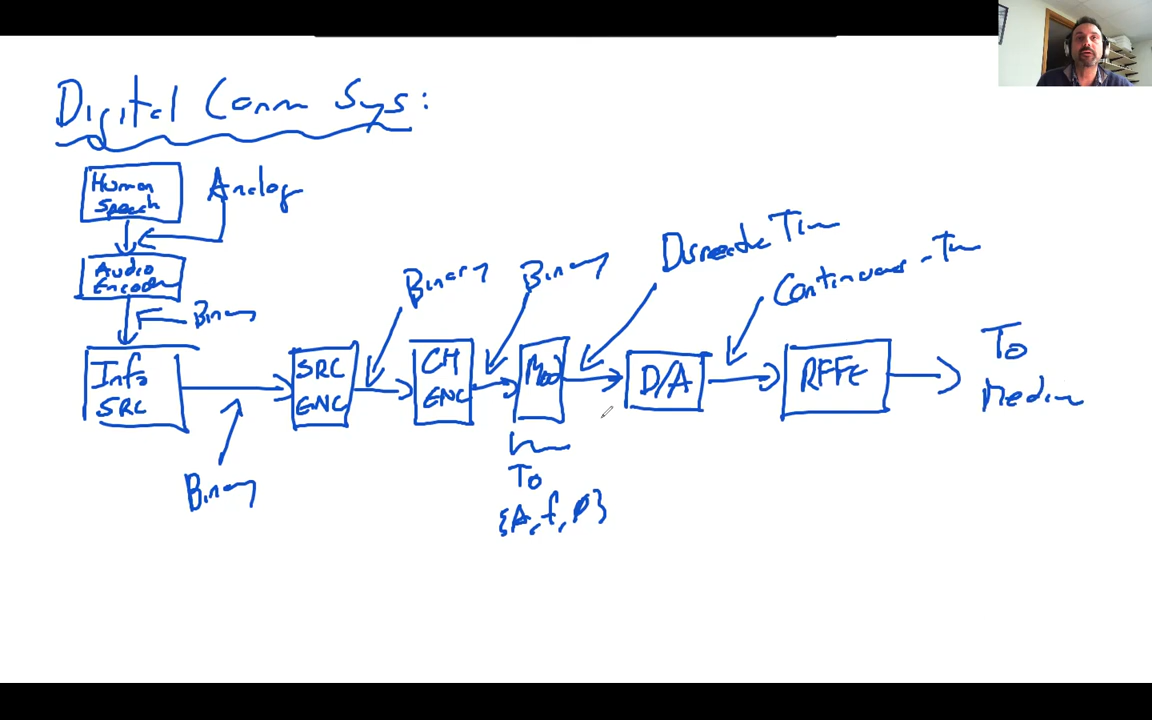 Digital Comm Sys:
Human
Speech
Analog
Audio
Encoder
Binary
Binary
Binary
Discrete Time
Continuous-Time
Info
SRC
SRC
ENC
CH
ENC
Mod
D/A
RFFE
To
Medium
Binary
To
{A, f, φ}